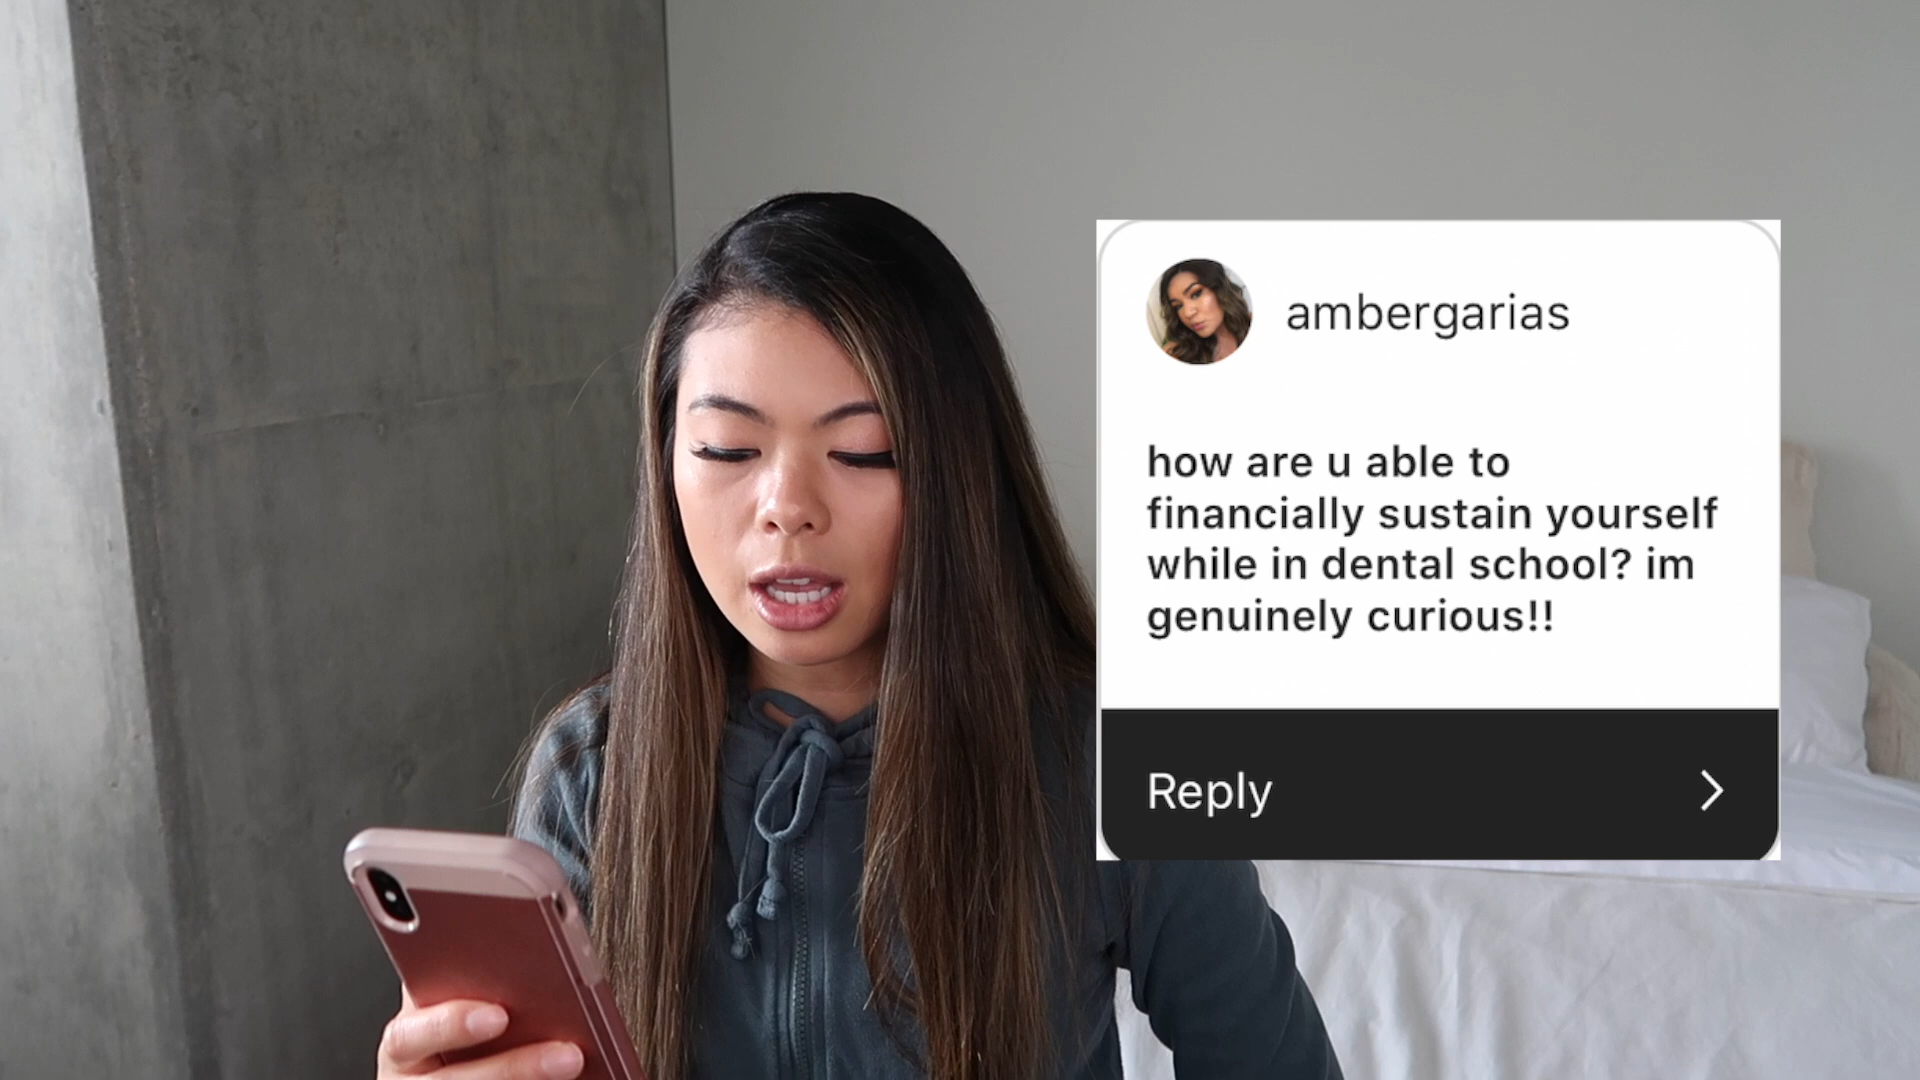 ambergarias
how are u able to
financially sustain yourself
while in dental school? im
genuinely curious!!
Reply